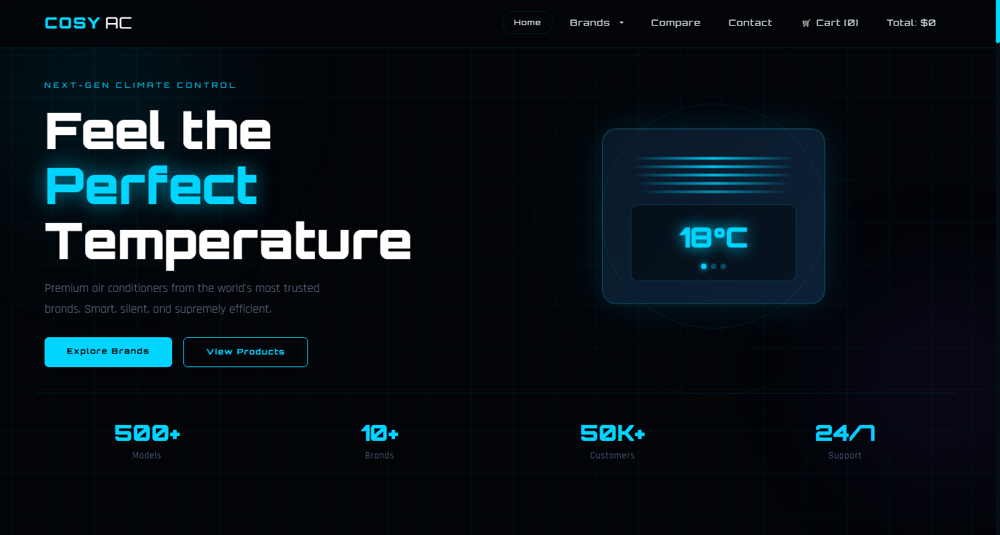 COSY AC
Home
Brands
Compare
Contact
Cart (0)
Total: $0
NEXT-GEN CLIMATE CONTROL
Feel the
Perfect
Temperature
Premium air conditioners from the world's most trusted
brands. Smart, silent, and supremely efficient.
Explore Brands
View Products
18°C
500+
Models
10+
Brands
50K+
Customers
24/7
Support